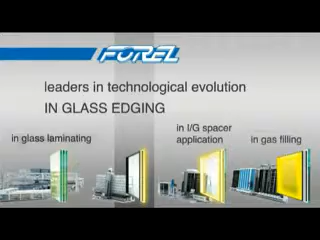 FOREL
leaders in technological evolution
IN GLASS EDGING
in glass laminating
in I/G spacer
application
in gas filling